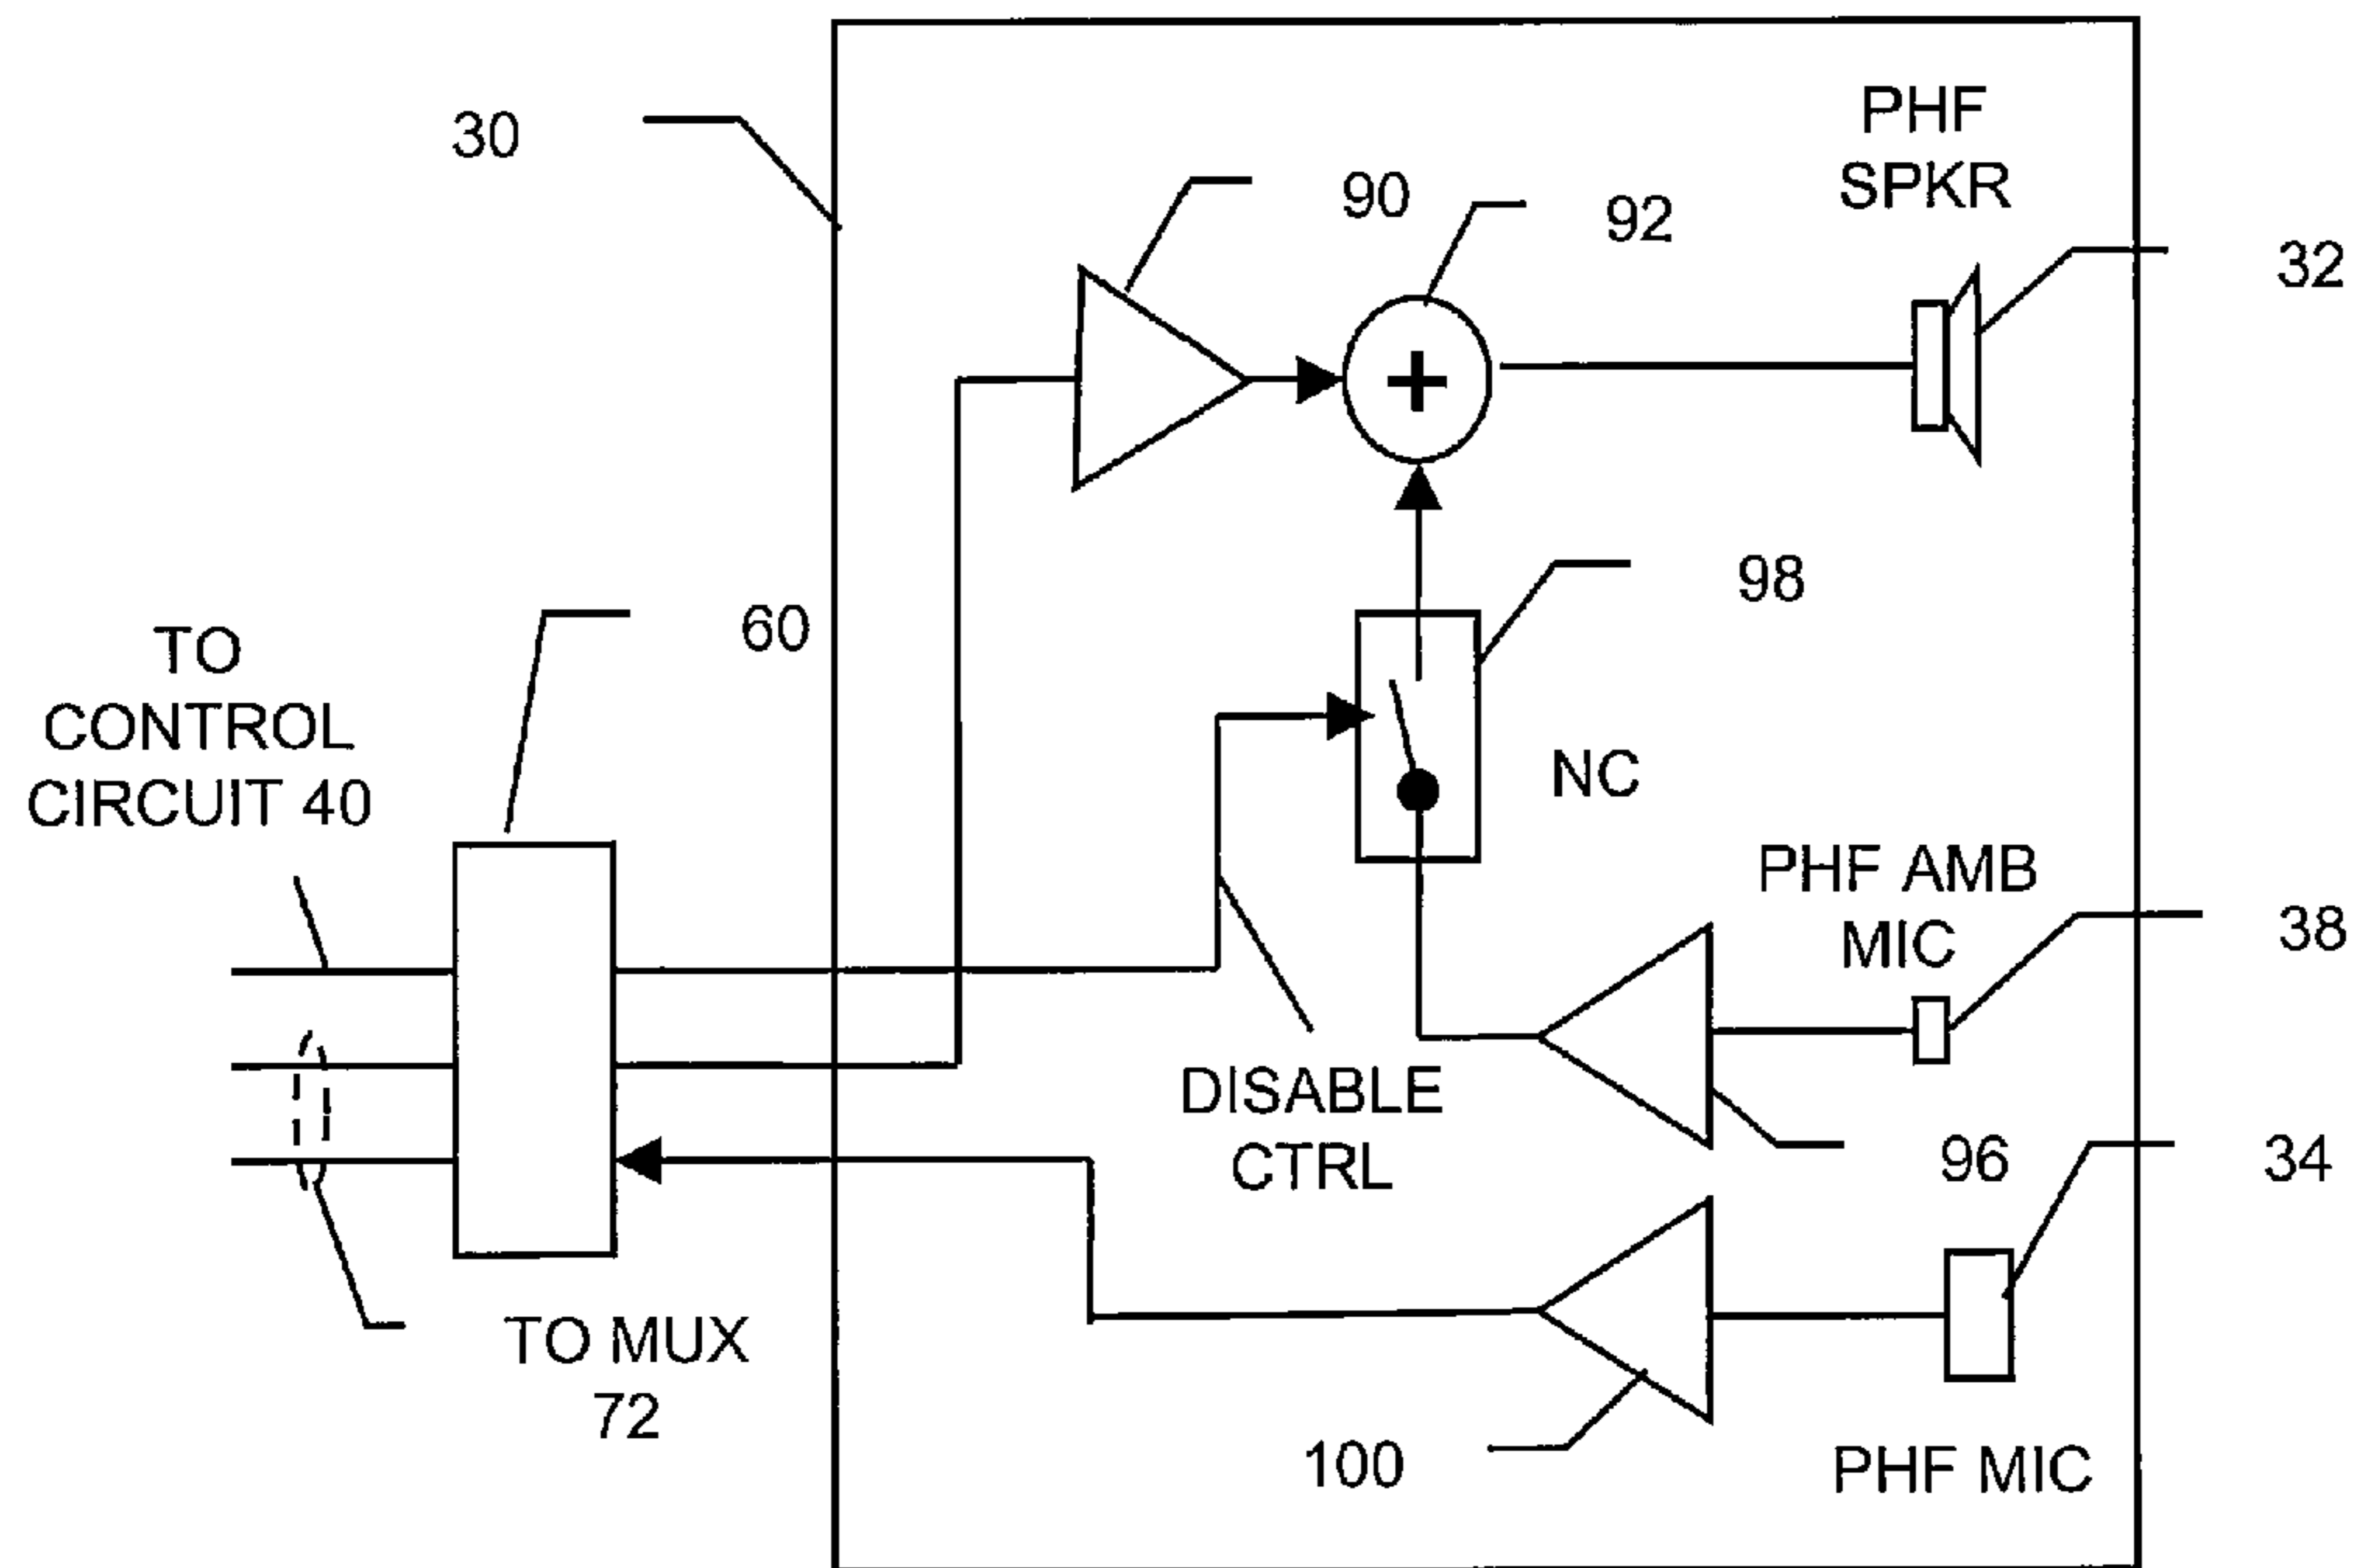 30
90
92
PHF
SPKR
32
98
60
TO
CONTROL
CIRCUIT 40
NC
PHF AMB
MIC
38
DISABLE
CTRL
96
34
TO MUX
72
100
PHF MIC